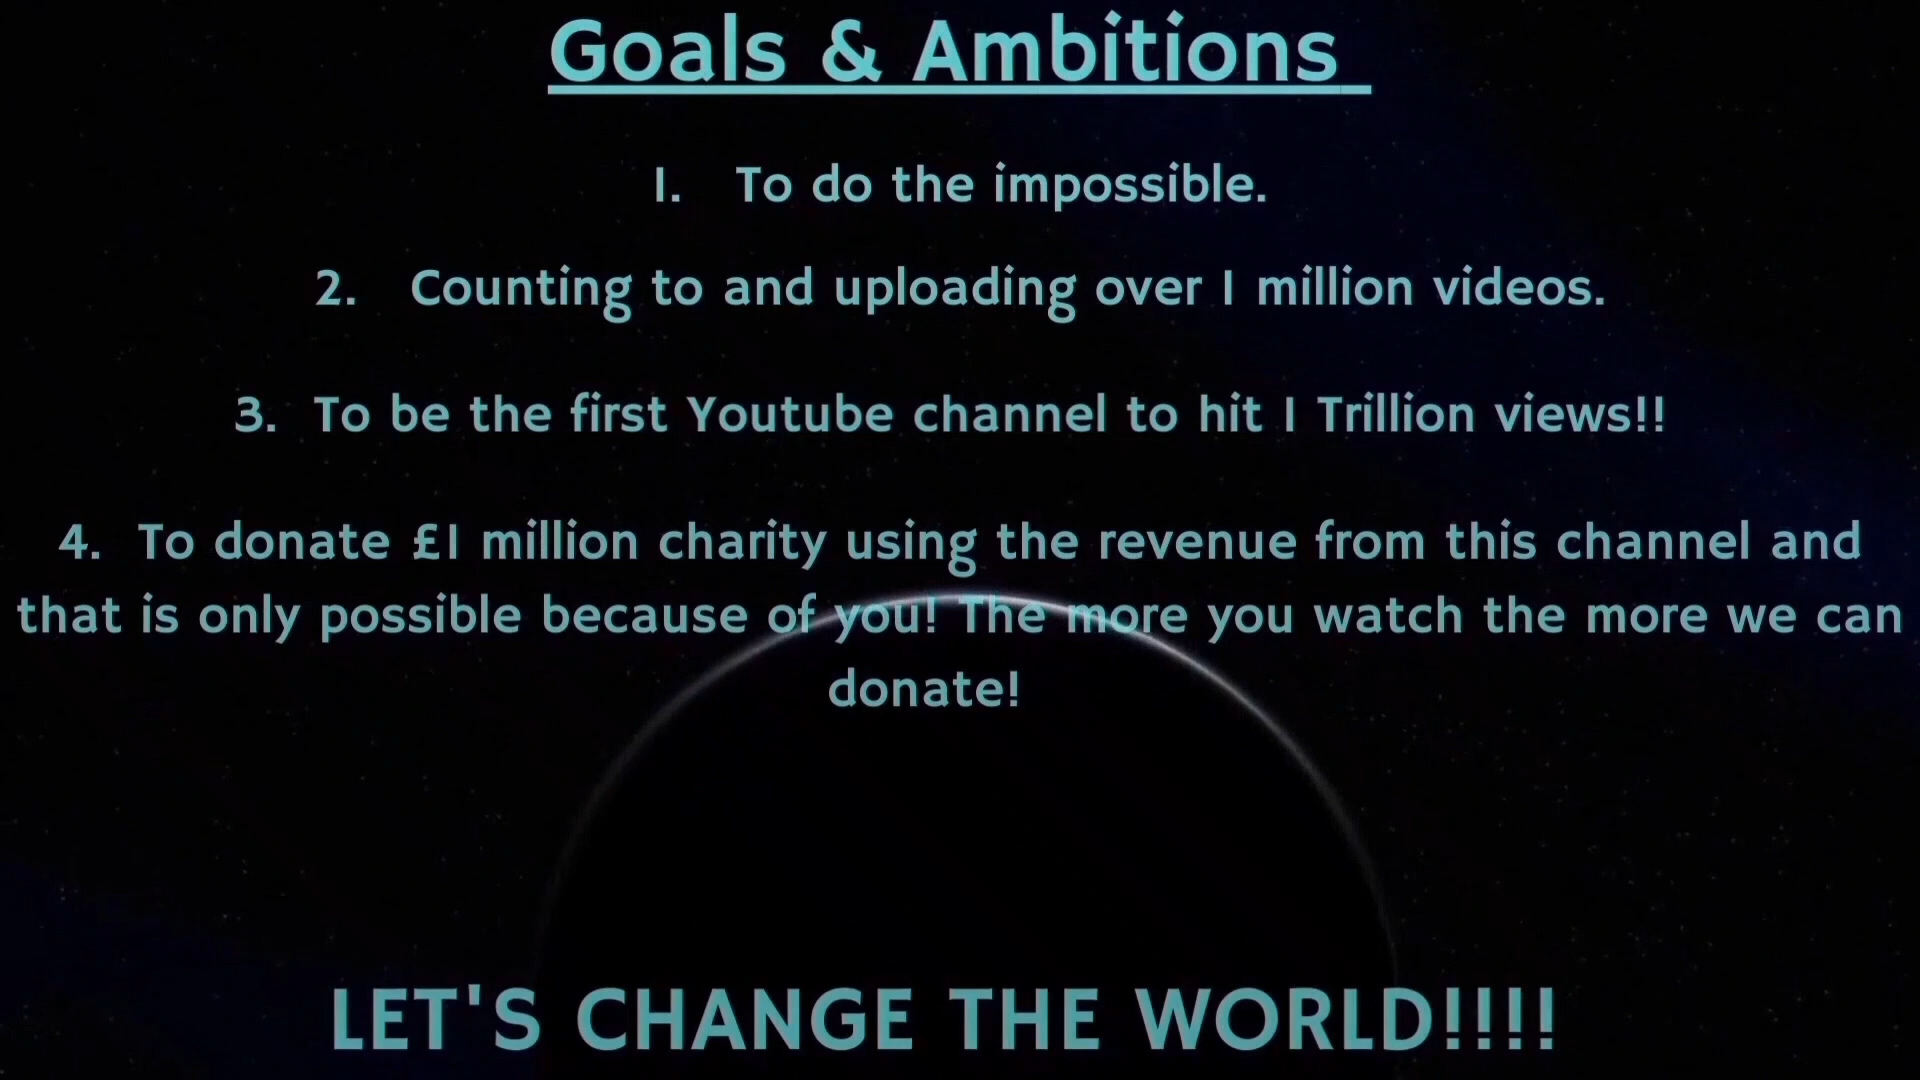 Goals & Ambitions
1. To do the impossible.
2. Counting to and uploading over 1 million videos.
3. To be the first Youtube channel to hit 1 Trillion views!!
4. To donate £1 million charity using the revenue from this channel and
that is only possible because of you! The more you watch the more we can
donate!
LET'S CHANGE THE WORLD!!!!